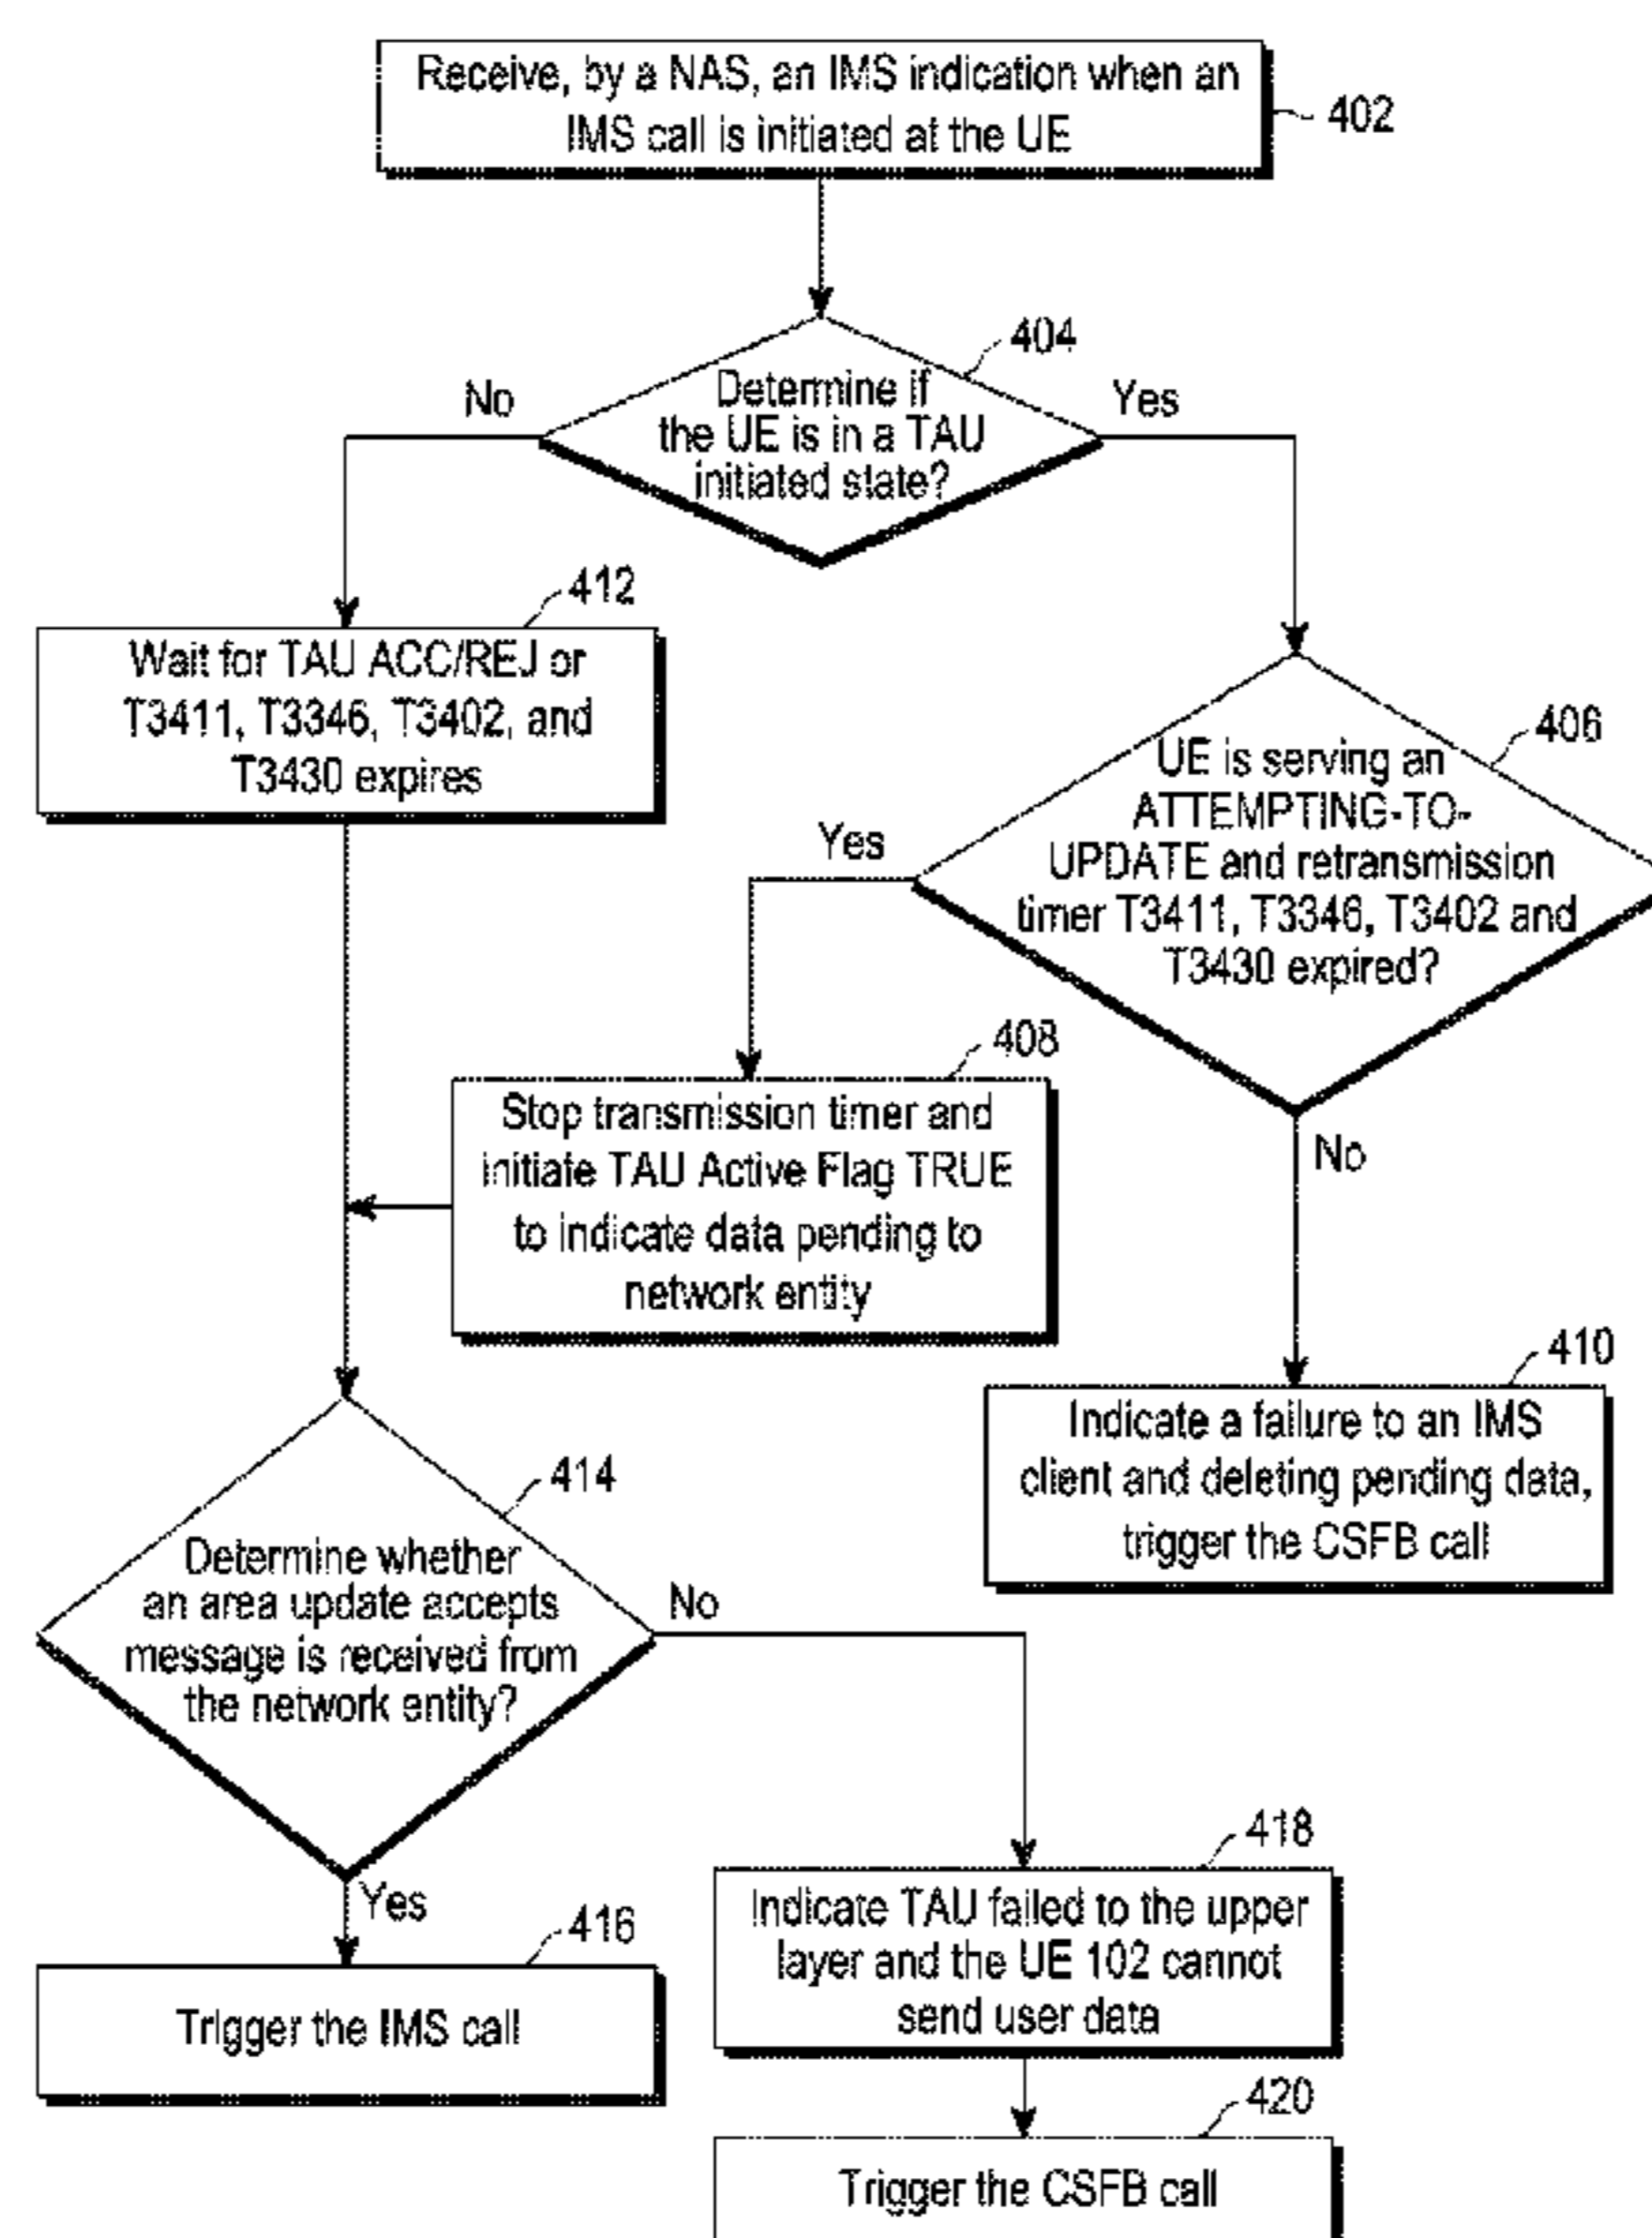 Receive, by a NAS, an IMS indication when an
IMS call is initiated at the UE
402
404
Determine if
the UE is in a TAU
initiated state?
No
Yes
412
Wait for TAU ACC/REJ or
T3411, T3346, T3402, and
T3430 expires
406
UE is serving an
ATTEMPTING-TO-
UPDATE and retransmission
timer T3411, T3346, T3402 and
T3430 expired?
Yes
No
408
Stop transmission timer and
initiate TAU Active Flag TRUE
to indicate data pending to
network entity
410
Indicate a failure to an IMS
client and deleting pending data,
trigger the CSFB call
414
Determine whether
an area update accepts
message is received from
the network entity?
No
Yes
416
Trigger the IMS call
418
Indicate TAU failed to the upper
layer and the UE 102 cannot
send user data
420
Trigger the CSFB call